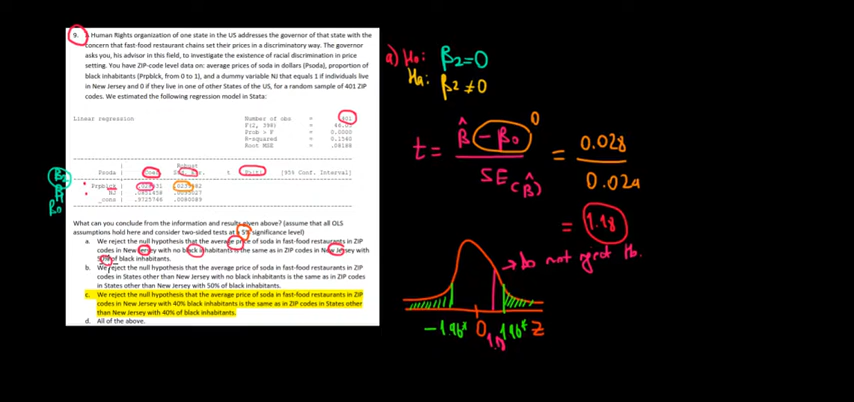 9. Human Rights organization of one state in the US addresses the governor of that state with the
concern that fast-food restaurant chains set their prices in a discriminatory way. The governor
asks you, his advisor in this field, to investigate the existence of racial discrimination in price
setting. You have ZIP-code level data on: average prices of soda in dollars (Psoda), proportion of
black inhabitants (Prpblck, from 0 to 1), and a dummy variable NJ that equals 1 if individuals live
in New Jersey and 0 if they live in one of other States of the US, for a random sample of 401 ZIP
codes. We estimated the following regression model in Stata:
Linear regression Number of obs = 401
F(2, 398) =
Prob > F = 0.0000
R-squared = 0.1580
Root MSE = .08188
Robust
Psoda | t [95% Conf. Interval]
Prpblck |
NJ |
_cons | .9725746 .0080089
β2
What can you conclude from the information and results given above? (assume that all OLS
assumptions hold here and consider two-sided tests at 5% significance level)
a. We reject the null hypothesis that the average price of soda in fast-food restaurants in ZIP
codes in New Jersey with no black inhabitants is the same as in ZIP codes in New Jersey with
50% of black inhabitants.
b. We reject the null hypothesis that the average price of soda in fast-food restaurants in ZIP
codes in States other than New Jersey with no black inhabitants is the same as in ZIP codes
in States other than New Jersey with 50% of black inhabitants.
c. We reject the null hypothesis that the average price of soda in fast-food restaurants in ZIP
codes in New Jersey with 40% black inhabitants is the same as in ZIP codes in States other
than New Jersey with 40% of black inhabitants.
d. All of the above.
a) H0: β2=0
Ha: β2≠0
t = β̂ - β0 0 / SE(β̂) = 0.028 / 0.024
= 1.18
→ Do not reject H0.
-1.96* 0 1.18 1.96* Z